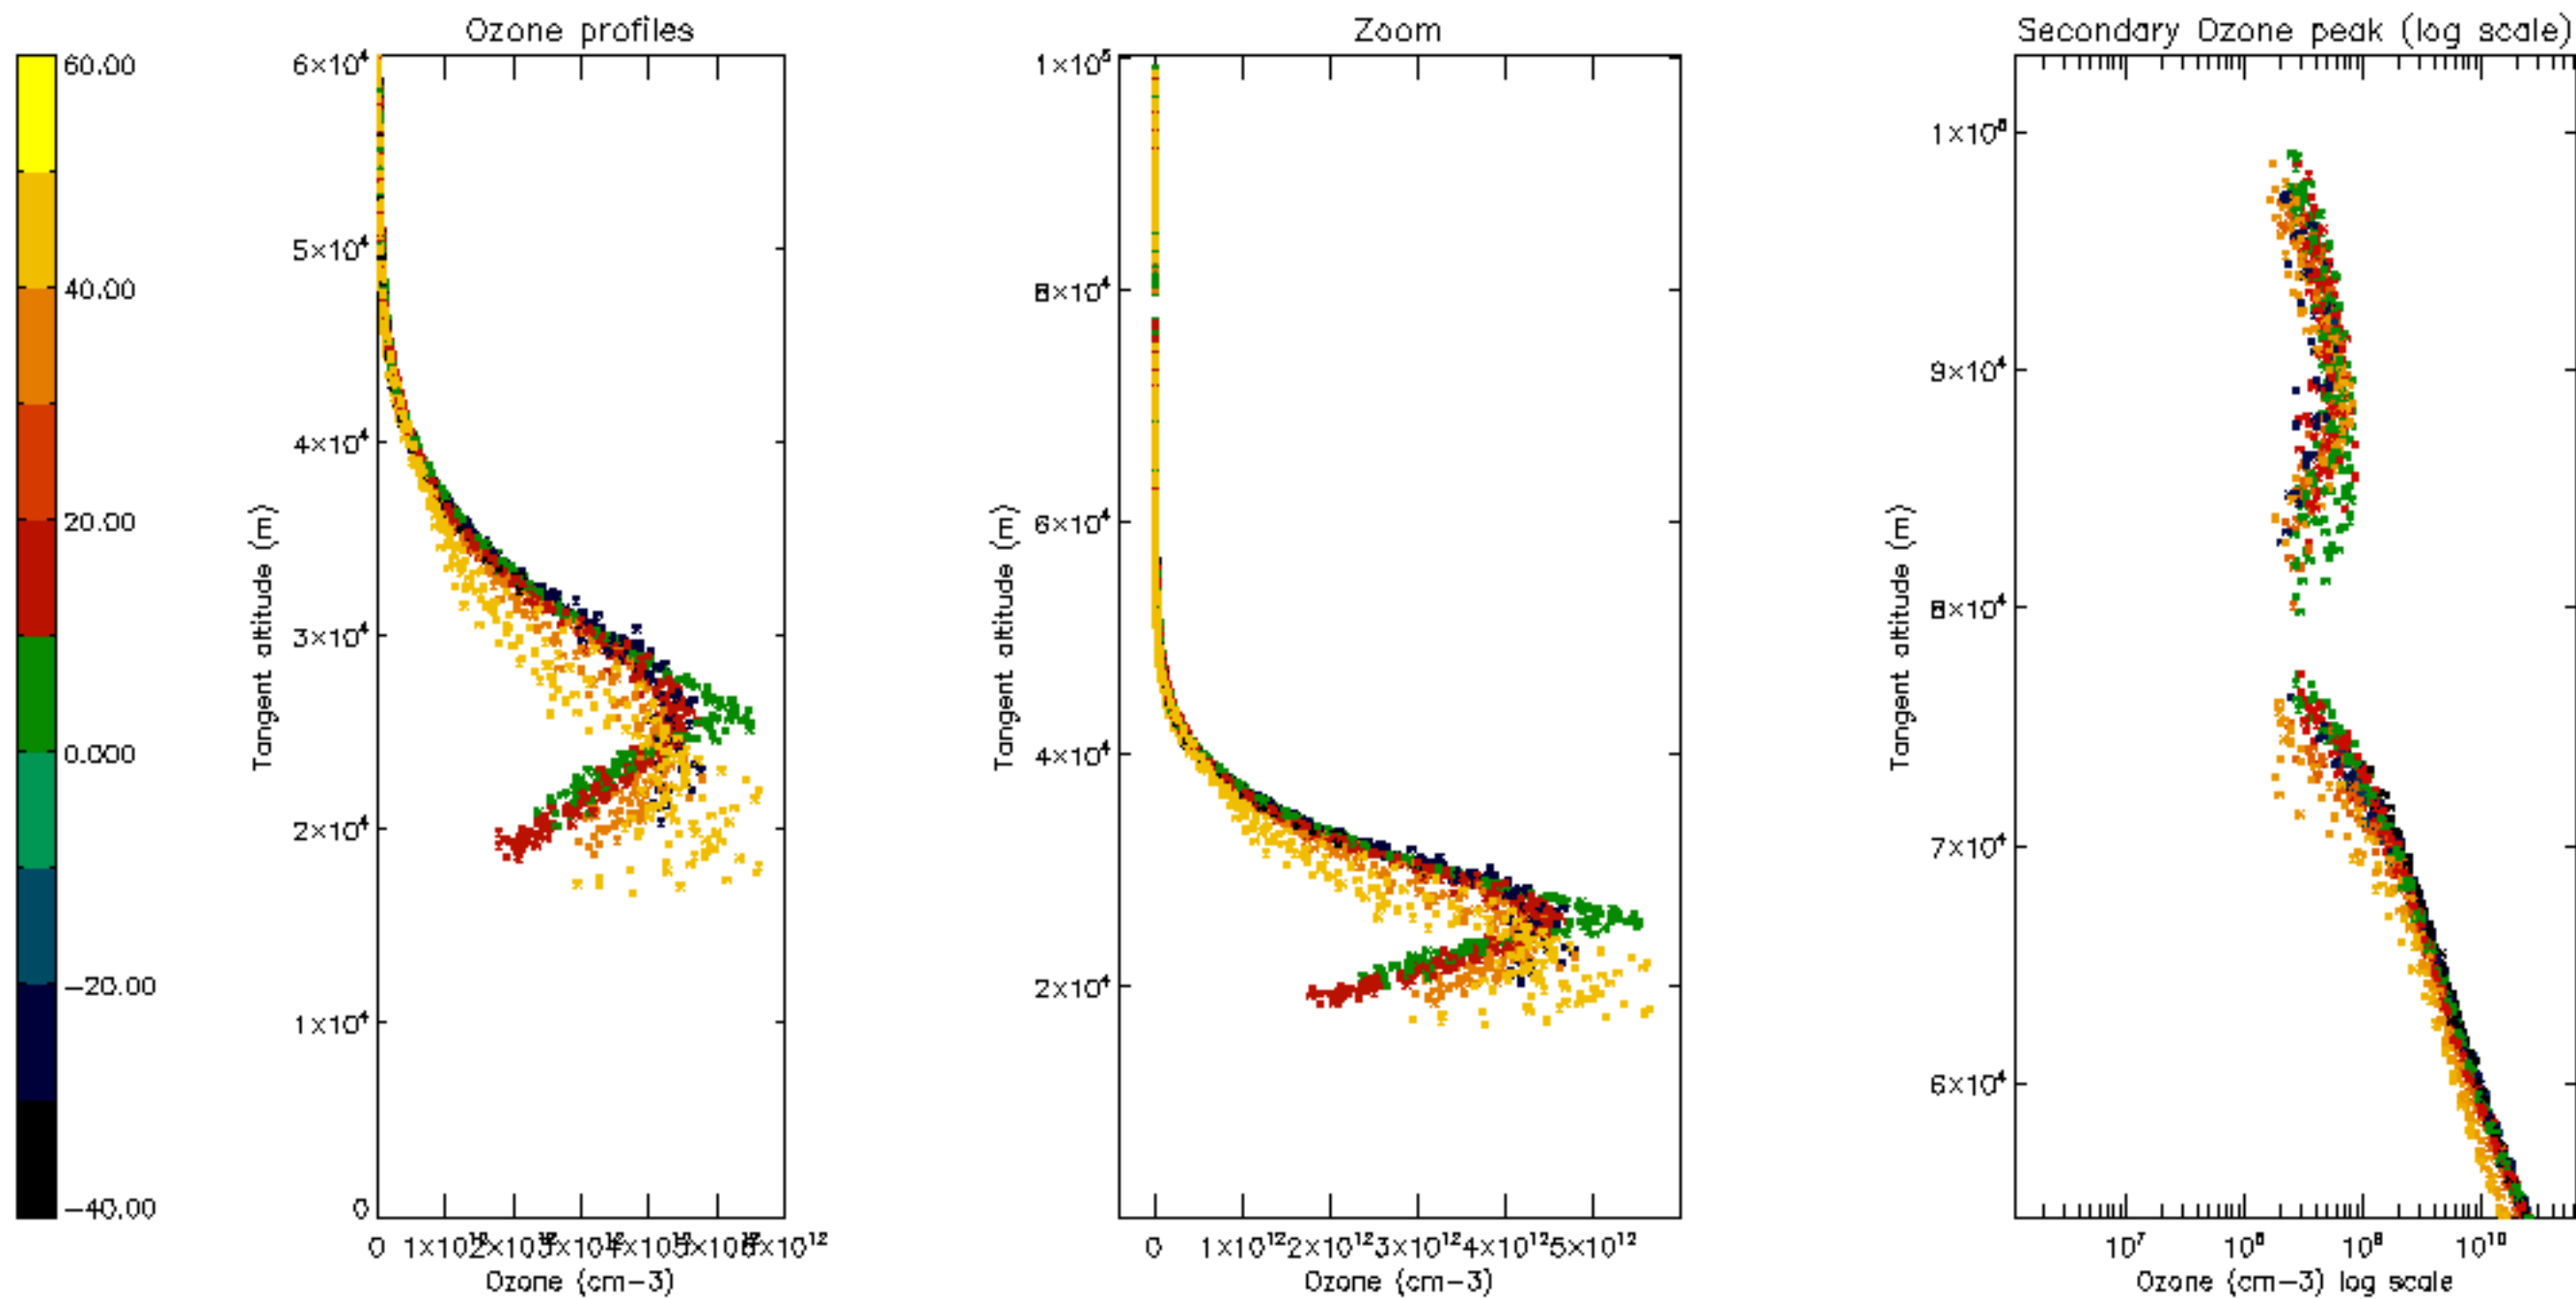 Ozone profiles
Zoom
Secondary Ozone peak (log scale)
60.00
40.00
20.00
0.000
-20.00
-40.00
6×10⁴
5×10⁴
4×10⁴
3×10⁴
2×10⁴
1×10⁴
0
Tangent altitude (m)
0
6×10¹²
Ozone (cm-3)
1×10⁵
8×10⁴
6×10⁴
4×10⁴
2×10⁴
Tangent altitude (m)
0 1×10¹² 2×10¹² 3×10¹² 4×10¹² 5×10¹²
Ozone (cm-3)
9×10⁴
8×10⁴
7×10⁴
6×10⁴
Tangent altitude (m)
10⁷ 10⁸ 10⁹ 10¹⁰
Ozone (cm-3) log scale